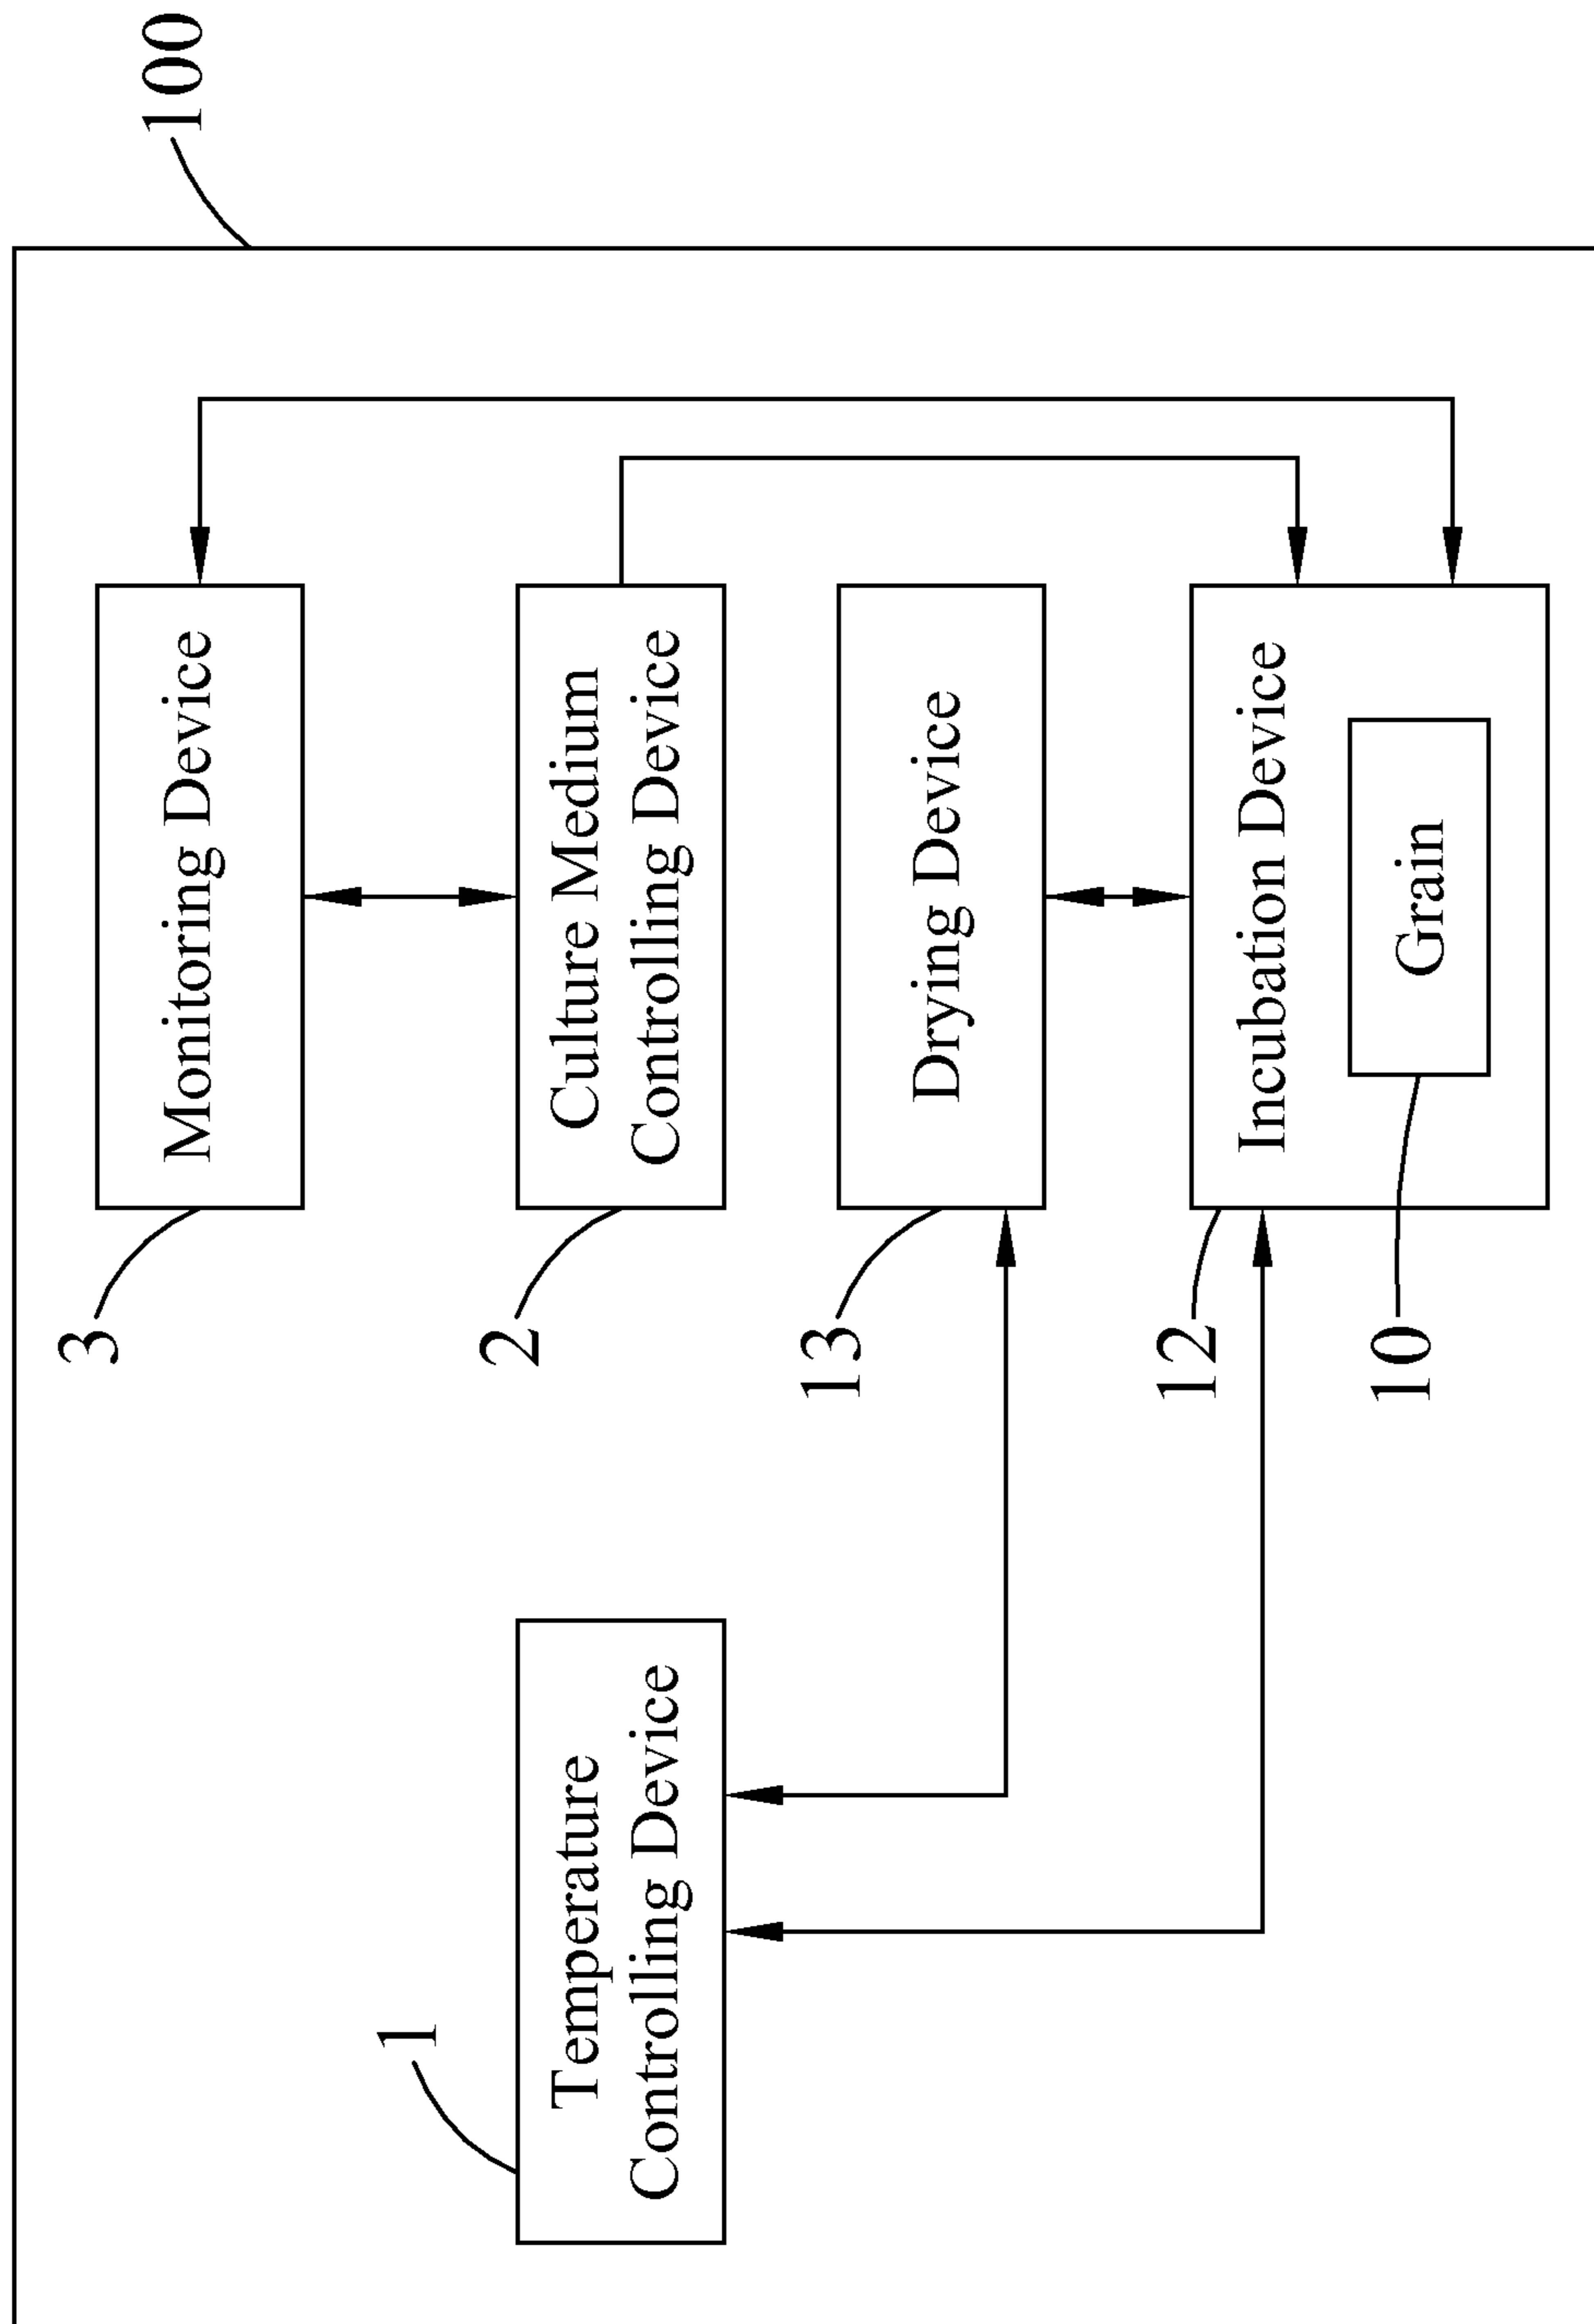 100
3
Monitoring Device
2
Culture Medium
Controlling Device
1
Temperature
Controlling Device
13
Drying Device
12
Incubation Device
10
Grain